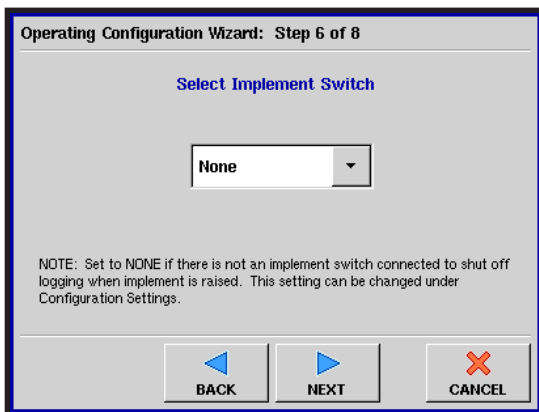 Operating Configuration Wizard: Step 6 of 8
Select Implement Switch
None
NOTE: Set to NONE if there is not an implement switch connected to shut off
logging when implement is raised. This setting can be changed under
Configuration Settings.
BACK NEXT CANCEL